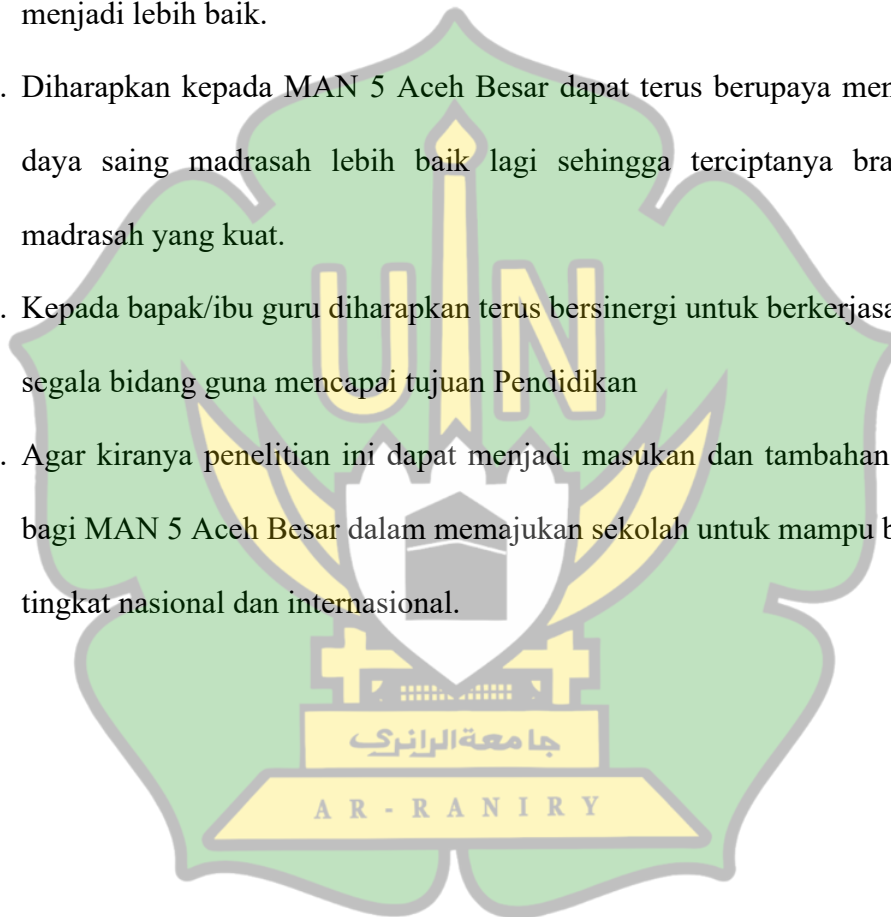 menjadi lebih baik.
. Diharapkan kepada MAN 5 Aceh Besar dapat terus berupaya men
daya saing madrasah lebih baik lagi sehingga terciptanya bra
madrasah yang kuat.
. Kepada bapak/ibu guru diharapkan terus bersinergi untuk berkerjasa
segala bidang guna mencapai tujuan Pendidikan
. Agar kiranya penelitian ini dapat menjadi masukan dan tambahan
bagi MAN 5 Aceh Besar dalam memajukan sekolah untuk mampu b
tingkat nasional dan internasional.
UIN
جامعة الرانري
AR-RANIRY